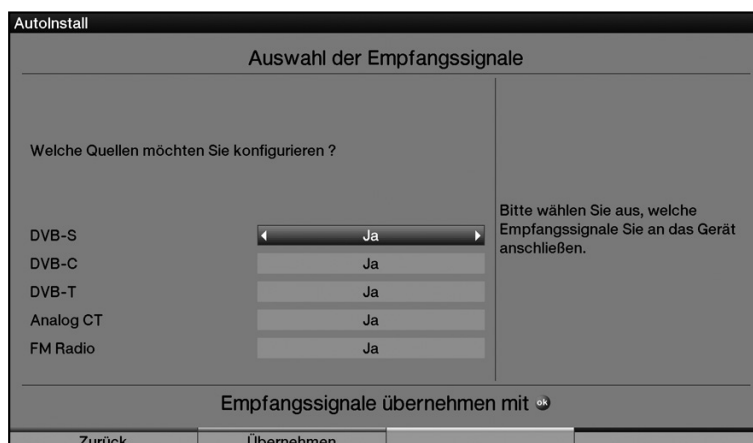 AutoInstall
Auswahl der Empfangssignale
Welche Quellen möchten Sie konfigurieren ?
DVB-S Ja
DVB-C Ja
DVB-T Ja
Analog CT Ja
FM Radio Ja
Bitte wählen Sie aus, welche
Empfangssignale Sie an das Gerät
anschließen.
Empfangssignale übernehmen mit ok
Zurück Übernehmen